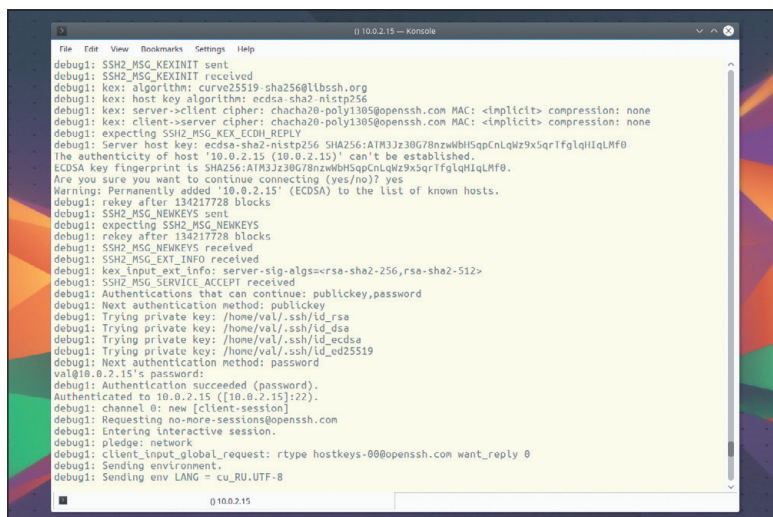 () 10.0.2.15 — Konsole
File Edit View Bookmarks Settings Help
debug1: SSH2_MSG_KEXINIT sent
debug1: SSH2_MSG_KEXINIT received
debug1: kex: algorithm: curve25519-sha256@libssh.org
debug1: kex: host key algorithm: ecdsa-sha2-nistp256
debug1: kex: server->client cipher: chacha20-poly1305@openssh.com MAC: <implicit> compression: none
debug1: kex: client->server cipher: chacha20-poly1305@openssh.com MAC: <implicit> compression: none
debug1: expecting SSH2_MSG_KEX_ECDH_REPLY
debug1: Server host key: ecdsa-sha2-nistp256 SHA256:ATM3Jz30G78nzwWbHSqpCnLqWz9x5qrTfglqHIqLMf0
The authenticity of host '10.0.2.15 (10.0.2.15)' can't be established.
ECDSA key fingerprint is SHA256:ATM3Jz30G78nzwWbHSqpCnLqWz9x5qrTfglqHIqLMf0.
Are you sure you want to continue connecting (yes/no)? yes
Warning: Permanently added '10.0.2.15' (ECDSA) to the list of known hosts.
debug1: rekey after 134217728 blocks
debug1: SSH2_MSG_NEWKEYS sent
debug1: expecting SSH2_MSG_NEWKEYS
debug1: rekey after 134217728 blocks
debug1: SSH2_MSG_NEWKEYS received
debug1: SSH2_MSG_EXT_INFO received
debug1: kex_input_ext_info: server-sig-algs=<rsa-sha2-256,rsa-sha2-512>
debug1: SSH2_MSG_SERVICE_ACCEPT received
debug1: Authentications that can continue: publickey,password
debug1: Next authentication method: publickey
debug1: Trying private key: /home/val/.ssh/id_rsa
debug1: Trying private key: /home/val/.ssh/id_dsa
debug1: Trying private key: /home/val/.ssh/id_ecdsa
debug1: Trying private key: /home/val/.ssh/id_ed25519
debug1: Next authentication method: password
val@10.0.2.15's password:
debug1: Authentication succeeded (password).
Authenticated to 10.0.2.15 ([10.0.2.15]:22).
debug1: channel 0: new [client-session]
debug1: Requesting no-more-sessions@openssh.com
debug1: Entering interactive session.
debug1: pledge: network
debug1: client_input_global_request: rtype hostkeys-00@openssh.com want_reply 0
debug1: Sending environment.
debug1: Sending env LANG = cu_RU.UTF-8
() 10.0.2.15